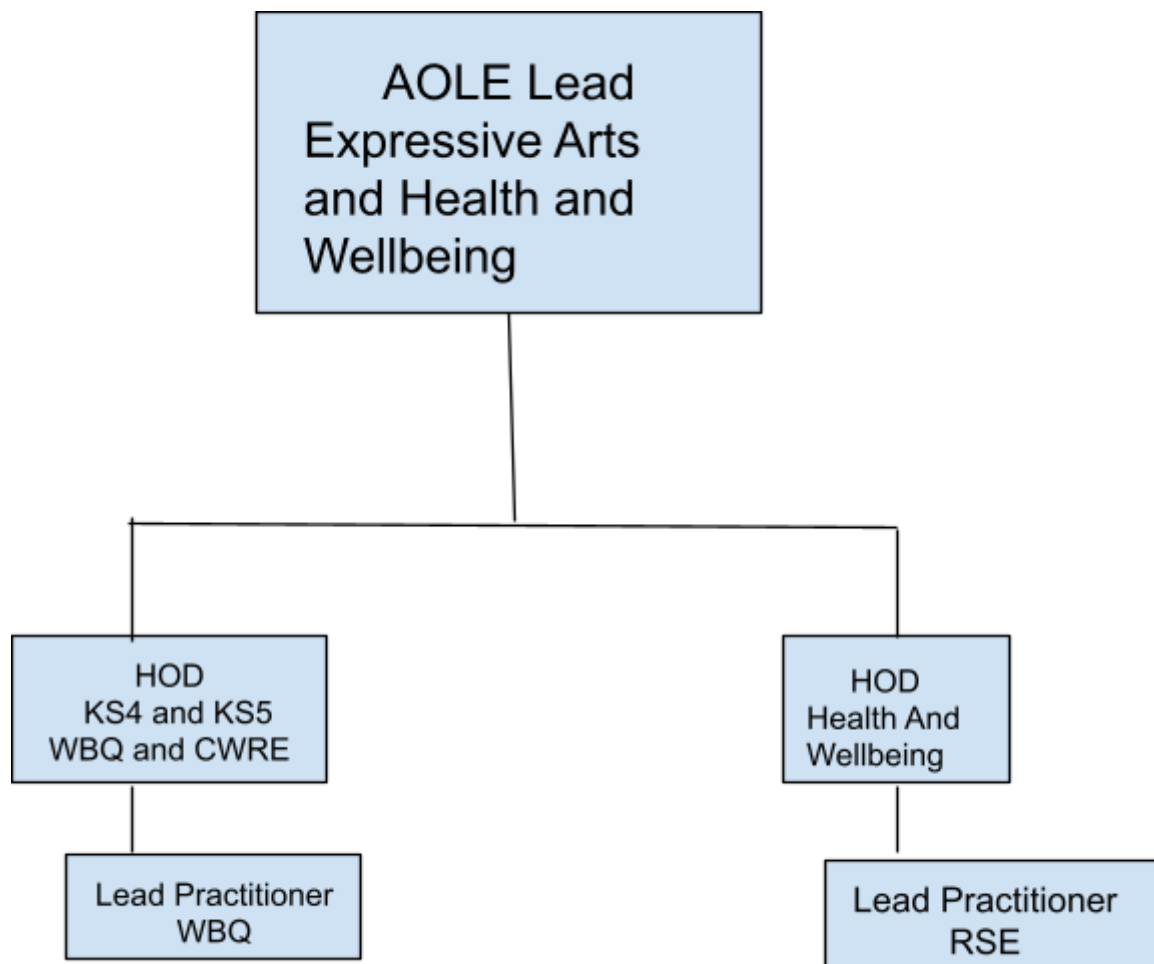 AOLE Lead
Expressive Arts
and Health and
Wellbeing
HOD
KS4 and KS5
WBQ and CWRE
HOD
Health And
Wellbeing
Lead Practitioner
WBQ
Lead Practitioner
RSE